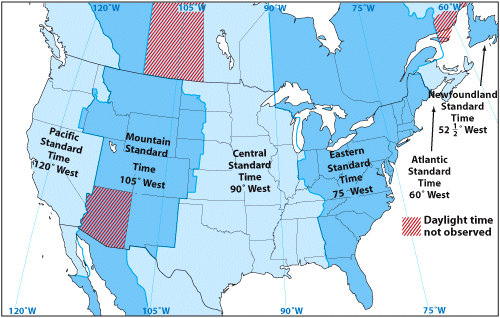 120°W
105°W
90°W
75°W
60°W
Newfoundland
Standard
Time
52 1/2° West
Pacific
Standard
Time
120° West
Mountain
Standard
Time
105° West
Central
Standard
Time
90° West
Eastern
Standard
Time
75° West
Atlantic
Standard
Time
60° West
Daylight time
not observed
120°W
105°W
90°W
75°W